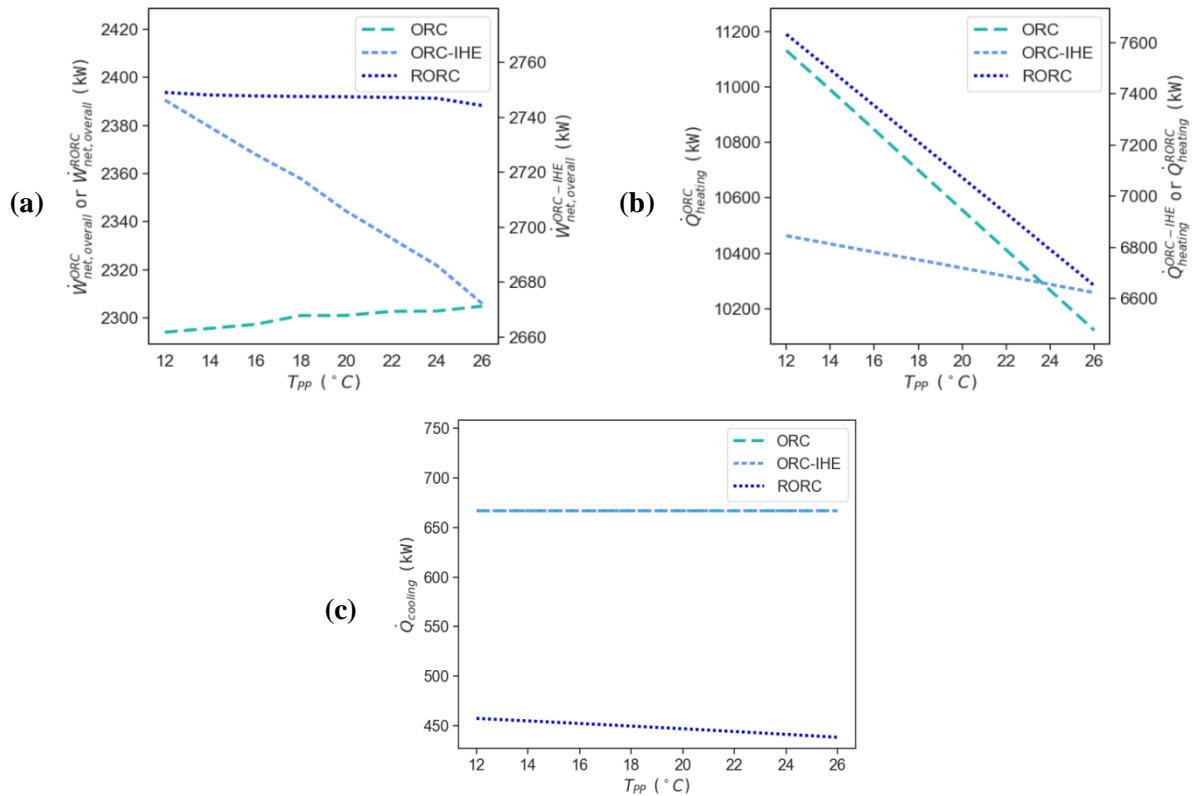 (a)
Ẇ^ORC_net,overall or Ẇ^RORC_net,overall (kW)
2420
2400
2380
2360
2340
2320
2300
ORC
ORC-IHE
RORC
2760
2740
2720
2700
2680
2660
Ẇ^ORC−IHE_net,overall (kW)
12 14 16 18 20 22 24 26
T_PP (°C)
(b)
Q̇^ORC_heating (kW)
11200
11000
10800
10600
10400
10200
ORC
ORC-IHE
RORC
7600
7400
7200
7000
6800
6600
Q̇^ORC−IHE_heating or Q̇^RORC_heating (kW)
12 14 16 18 20 22 24 26
T_PP (°C)
(c)
Q̇_cooling (kW)
750
700
650
600
550
500
450
ORC
ORC-IHE
RORC
12 14 16 18 20 22 24 26
T_PP (°C)